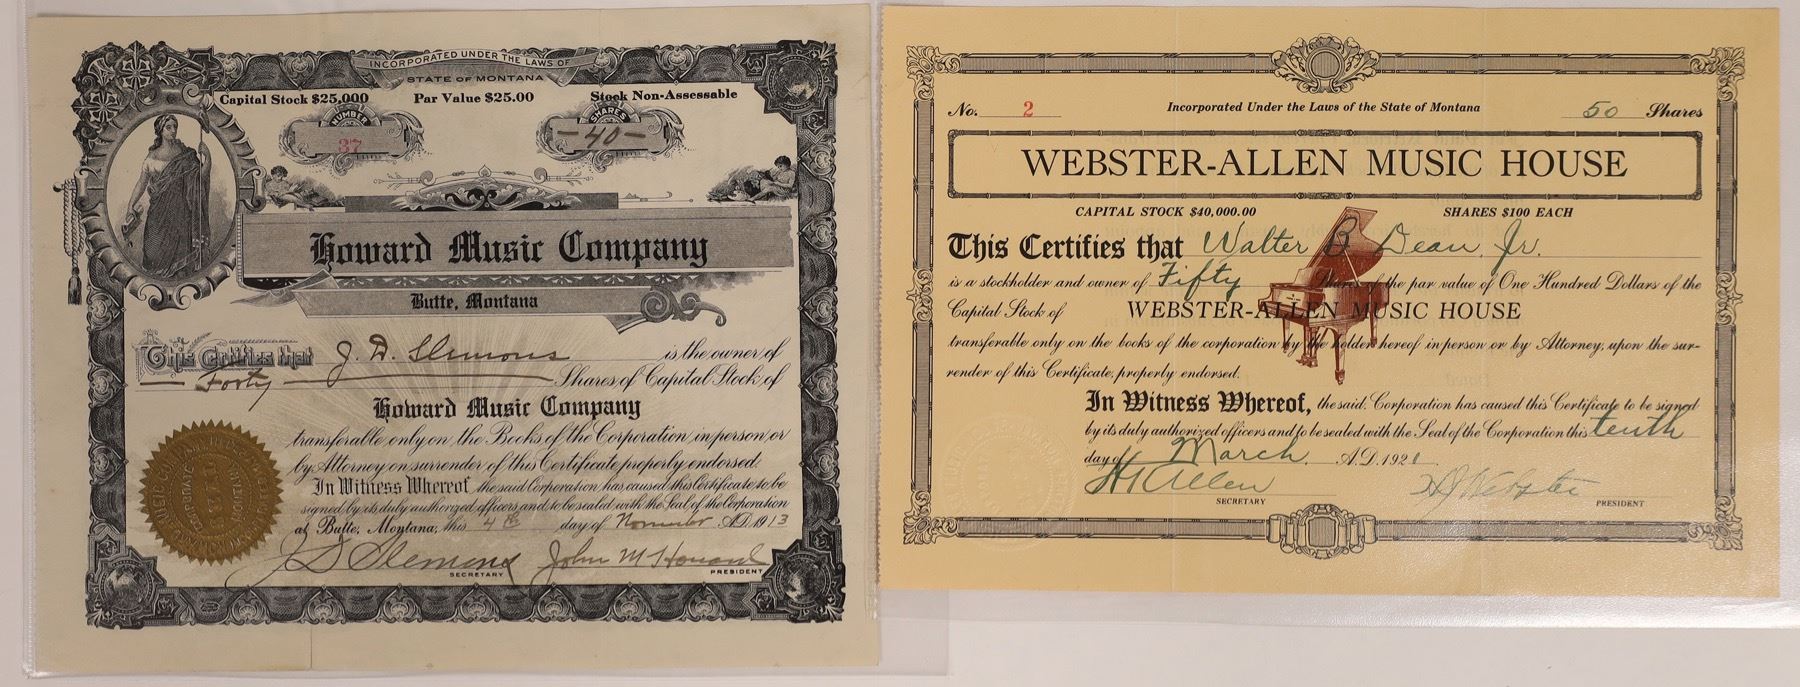 INCORPORATED UNDER THE LAWS OF
STATE OF MONTANA
Capital Stock $25,000 Par Value $25.00 Stock Non-Assessable
NUMBER SHARES
37 —40—
Howard Music Company
Butte, Montana
This Certifies that J. D. Slemons is the owner of
Forty Shares of Capital Stock of
Howard Music Company
transferable only on the Books of the Corporation in person or
by Attorney on surrender of this Certificate properly endorsed.
In Witness Whereof the said Corporation has caused this Certificate to be
signed by its duly authorized officers and to be sealed with the Seal of the Corporation
at Butte, Montana, this 4th day of November A.D. 1913
J D Slemons John M Howard
SECRETARY PRESIDENT
No. 2 Incorporated Under the Laws of the State of Montana 50 Shares
WEBSTER-ALLEN MUSIC HOUSE
CAPITAL STOCK $40,000.00 SHARES $100 EACH
This Certifies that Walter B Dean Jr.
is a stockholder and owner of Fifty Shares of the par value of One Hundred Dollars of the
Capital Stock of WEBSTER-ALLEN MUSIC HOUSE
transferable only on the books of the corporation by the holder hereof in person or by Attorney, upon the sur-
render of this Certificate, properly endorsed.
In Witness Whereof, the said Corporation has caused this Certificate to be signed
by its duly authorized officers and to be sealed with the Seal of the Corporation this tenth
day of March A.D. 1921
Allen Webster
SECRETARY PRESIDENT